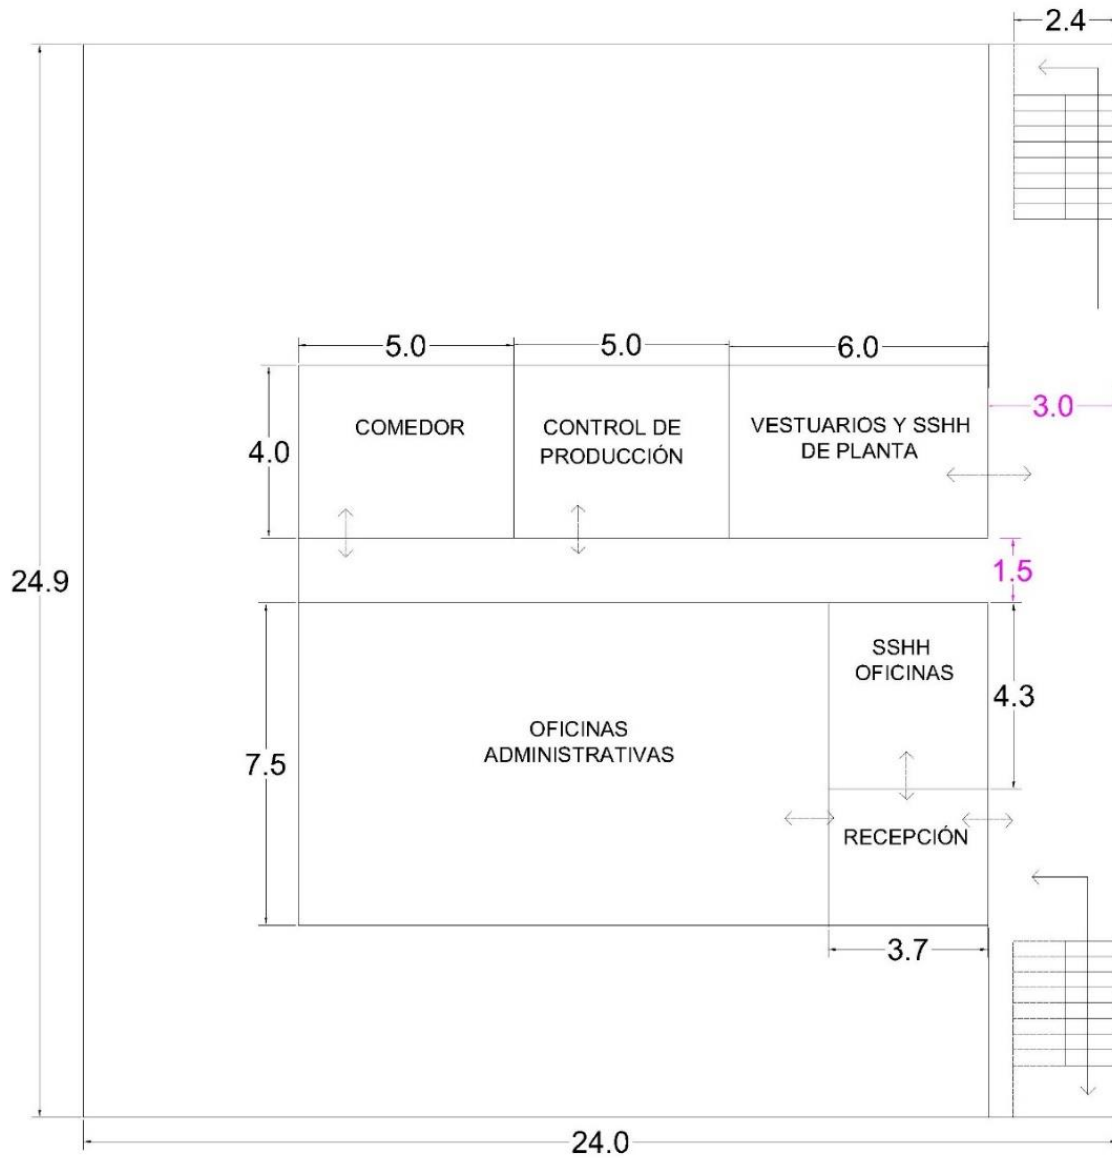 2.4
5.0
5.0
6.0
3.0
COMEDOR
CONTROL DE
PRODUCCIÓN
VESTUARIOS Y SSHH
DE PLANTA
4.0
24.9
1.5
SSHH
OFICINAS
4.3
OFICINAS
ADMINISTRATIVAS
7.5
RECEPCIÓN
3.7
24.0